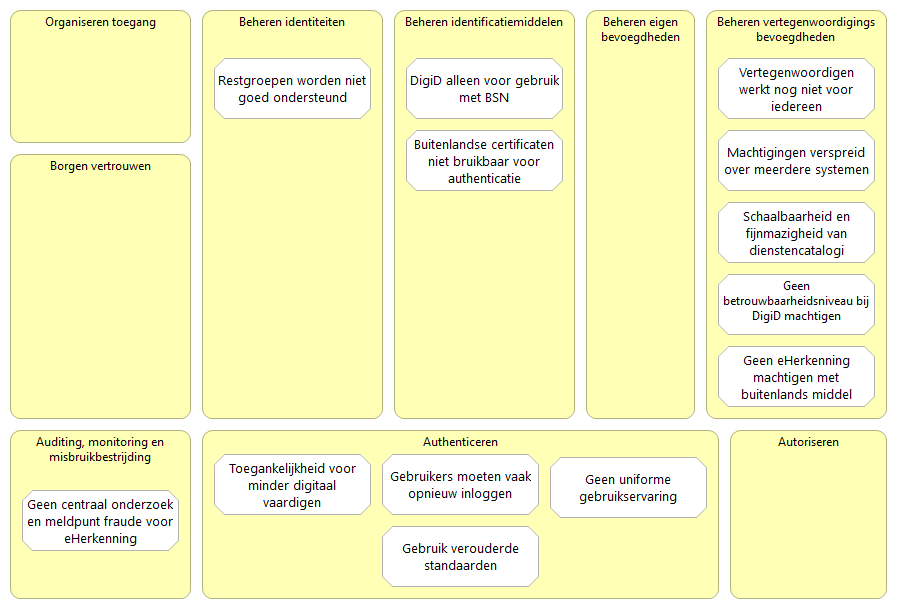 Organiseren toegang
Borgen vertrouwen
Beheren identiteiten
Restgroepen worden niet
goed ondersteund
Beheren identificatiemiddelen
DigiD alleen voor gebruik
met BSN
Buitenlandse certificaten
niet bruikbaar voor
authenticatie
Beheren eigen
bevoegdheden
Beheren vertegenwoordigings
bevoegdheden
Vertegenwoordigen
werkt nog niet voor
iedereen
Machtigingen verspreid
over meerdere systemen
Schaalbaarheid en
fijnmazigheid van
dienstencatalogi
Geen
betrouwbaarheidsniveau bij
DigiD machtigen
Geen eHerkenning
machtigen met
buitenlands middel
Auditing, monitoring en
misbruikbestrijding
Geen centraal onderzoek
en meldpunt fraude voor
eHerkenning
Authenticeren
Toegankelijkheid voor
minder digitaal
vaardigen
Gebruikers moeten vaak
opnieuw inloggen
Geen uniforme
gebruikservaring
Gebruik verouderde
standaarden
Autoriseren